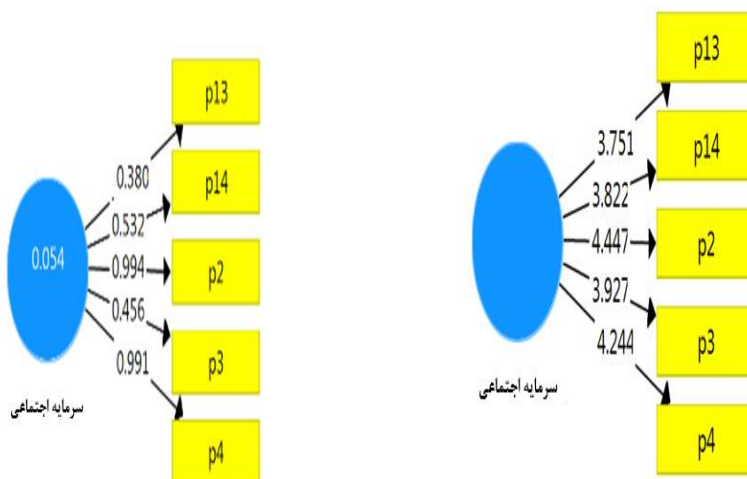 p13
0.380
p14
0.532
0.054
0.994
p2
0.456
0.991
p3
سرمایه اجتماعی
p4
p13
3.751
p14
3.822
4.447
p2
3.927
4.244
p3
سرمایه اجتماعی
p4